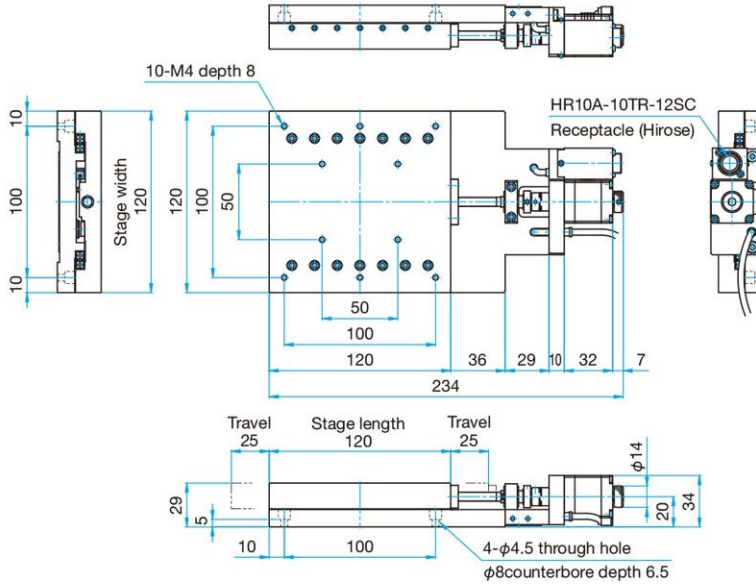 10-M4 depth 8
HR10A-10TR-12SC
Receptacle (Hirose)
10
100
10
Stage width
120
120
100
50
50
100
120
36
29
10
32
7
234
Travel
25
Stage length
120
Travel
25
φ14
29
5
20
34
10
100
4-φ4.5 through hole
φ8counterbore depth 6.5